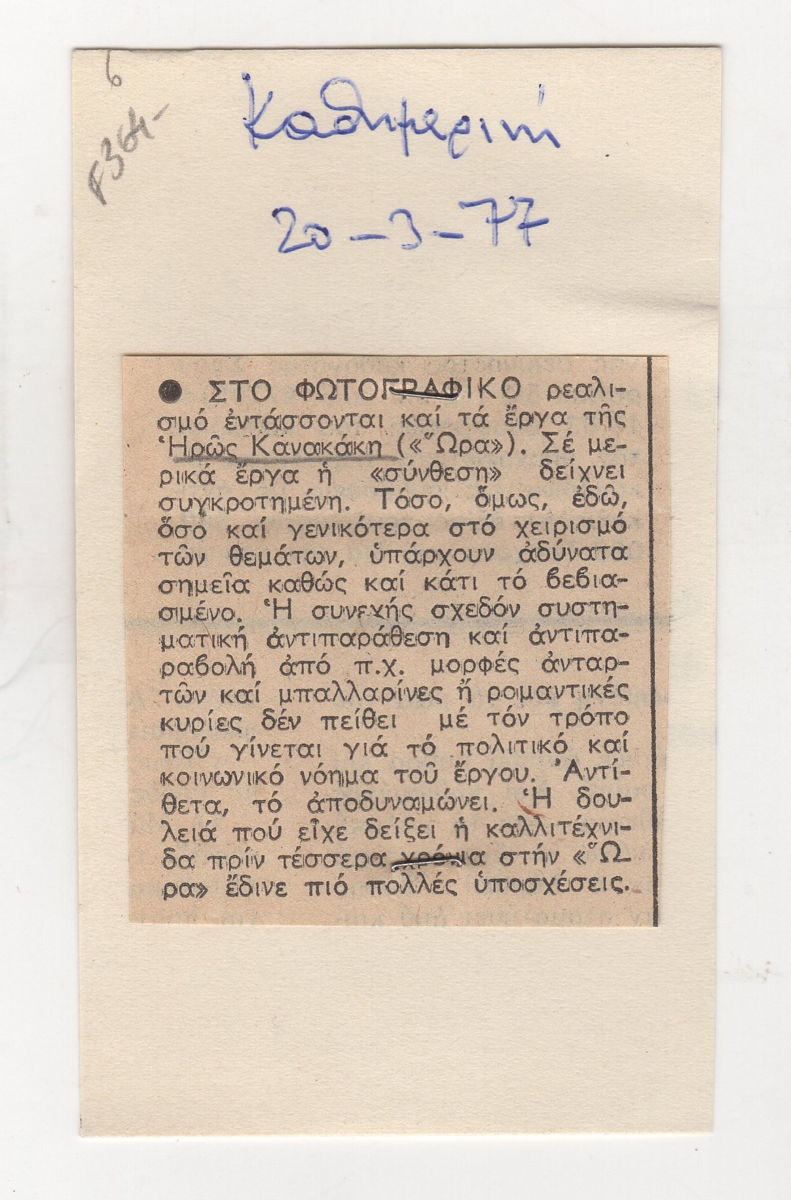 6
F364-
Καθημερινή
20-3-77
● ΣΤΟ ΦΩΤΟΓΡΑΦΙΚΟ ρεαλι-
σμό ἐντάσσονται καί τά ἔργα τῆς
Ἡρῶς Κανακάκη («Ὥρα»). Σέ με-
ρικά ἔργα ἡ «σύνθεση» δείχνει
συγκροτημένη. Τόσο, ὅμως, ἐδῶ,
ὅσο καί γενικότερα στό χειρισμό
τῶν θεμάτων, ὑπάρχουν ἀδύνατα
σημεῖα καθώς καί κάτι τό βεβια-
σμένο. Ἡ συνεχής σχεδόν συστη-
ματική ἀντιπαράθεση καί ἀντιπα-
ραβολή ἀπό π.χ. μορφές ἀνταρ-
τῶν καί μπαλλαρίνες ἤ ρομαντικές
κυρίες δέν πείθει μέ τόν τρόπο
πού γίνεται γιά τό πολιτικό καί
κοινωνικό νόημα τοῦ ἔργου. Ἀντί-
θετα, τό ἀποδυναμώνει. Ἡ δου-
λειά πού εἶχε δείξει ἡ καλλιτέχνι-
δα πρίν τέσσερα χρόνια στήν «Ὥ
ρα» ἔδινε πιό πολλές ὑποσχέσεις.